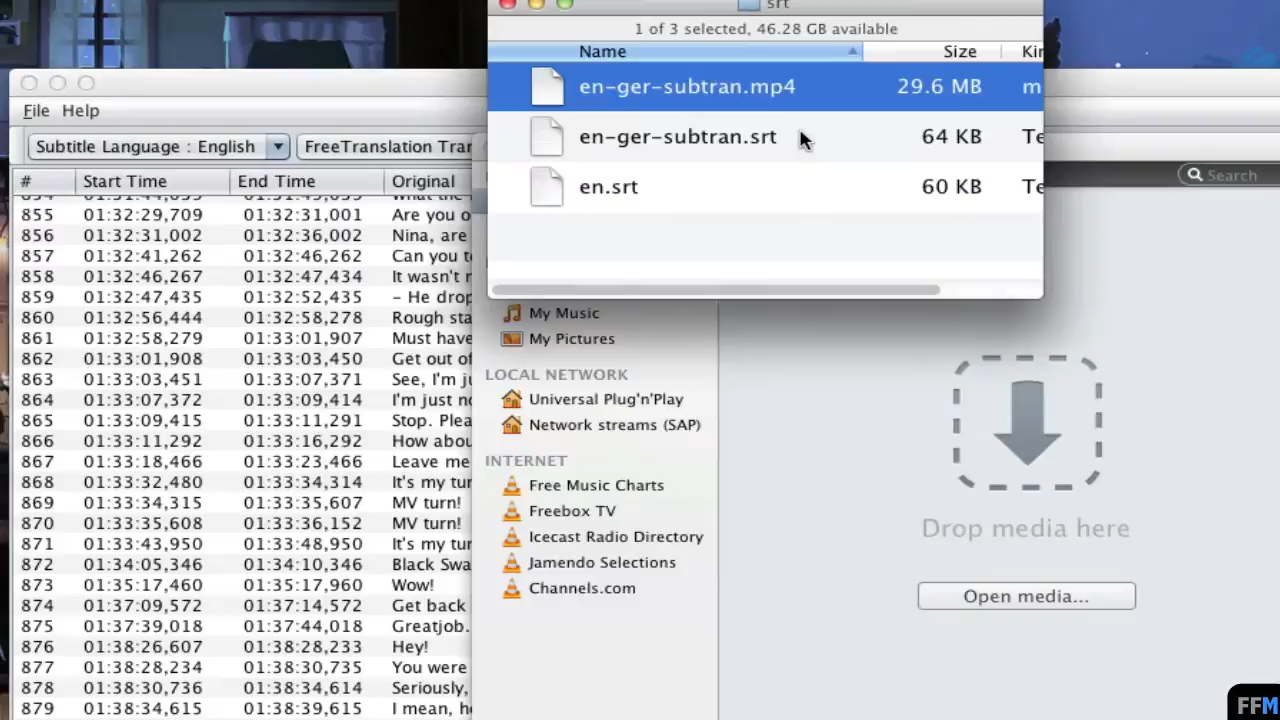 srt
1 of 3 selected, 46.28 GB available
Name Size
en-ger-subtran.mp4 29.6 MB m
en-ger-subtran.srt 64 KB Te
en.srt 60 KB Te
File Help
Subtitle Language : English FreeTranslation Tran
# Start Time End Time Original
855 01:32:29,709 01:32:31,001 Are you o
856 01:32:31,002 01:32:36,002 Nina, are
857 01:32:41,262 01:32:46,262 Can you t
858 01:32:46,267 01:32:47,434 It wasn't r
859 01:32:47,435 01:32:52,435 - He drop
860 01:32:56,444 01:32:58,278 Rough sta
861 01:32:58,279 01:33:01,907 Must have
862 01:33:01,908 01:33:03,450 Get out of
863 01:33:03,451 01:33:07,371 See, I'm ju
864 01:33:07,372 01:33:09,414 I'm just no
865 01:33:09,415 01:33:11,291 Stop. Plea
866 01:33:11,292 01:33:16,292 How abou
867 01:33:18,466 01:33:23,466 Leave me
868 01:33:32,480 01:33:34,314 It's my tur
869 01:33:34,315 01:33:35,607 MV turn!
870 01:33:35,608 01:33:36,152 MV turn!
871 01:33:43,950 01:33:48,950 It's my tur
872 01:34:05,346 01:34:10,346 Black Swa
873 01:35:17,460 01:35:17,960 Wow!
874 01:37:09,572 01:37:14,572 Get back
875 01:37:39,018 01:37:44,018 Greatjob.
876 01:38:26,607 01:38:28,233 Hey!
877 01:38:28,234 01:38:30,735 You were
878 01:38:30,736 01:38:34,614 Seriously,
879 01:38:34,615 01:38:39,615 I mean, h
My Music
My Pictures
LOCAL NETWORK
Universal Plug'n'Play
Network streams (SAP)
INTERNET
Free Music Charts
Freebox TV
Icecast Radio Directory
Jamendo Selections
Channels.com
Search
Drop media here
Open media...
FFM